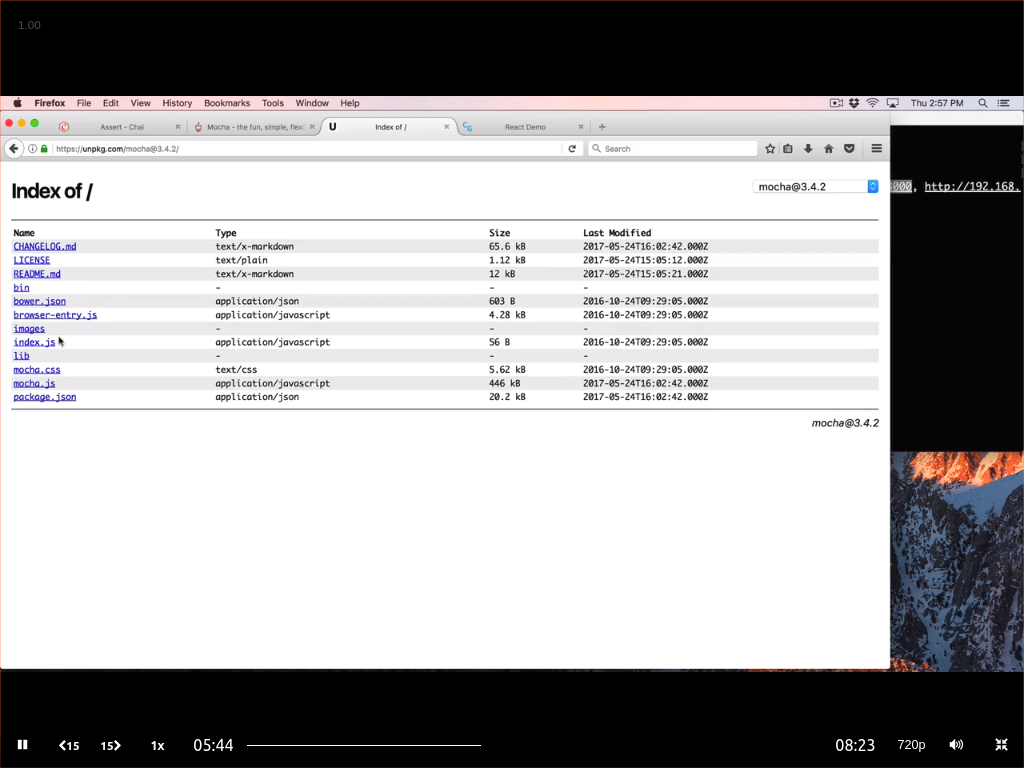 1.00
Firefox File Edit View History Bookmarks Tools Window Help Thu 2:57 PM
Assert - Chai Mocha - the fun, simple, flexi U Index of / CG React Demo
https://unpkg.com/mocha@3.4.2/ Search
Index of / mocha@3.4.2
000, http://192.168.
Name Type Size Last Modified
CHANGELOG.md text/x-markdown 65.6 kB 2017-05-24T16:02:42.000Z
LICENSE text/plain 1.12 kB 2017-05-24T15:05:12.000Z
README.md text/x-markdown 12 kB 2017-05-24T15:05:21.000Z
bin - - -
bower.json application/json 603 B 2016-10-24T09:29:05.000Z
browser-entry.js application/javascript 4.28 kB 2016-10-24T09:29:05.000Z
images - - -
index.js application/javascript 56 B 2016-10-24T09:29:05.000Z
lib - - -
mocha.css text/css 5.62 kB 2016-10-24T09:29:05.000Z
mocha.js application/javascript 446 kB 2017-05-24T16:02:42.000Z
package.json application/json 20.2 kB 2017-05-24T16:02:42.000Z
mocha@3.4.2
15 15 1x 05:44 08:23 720p